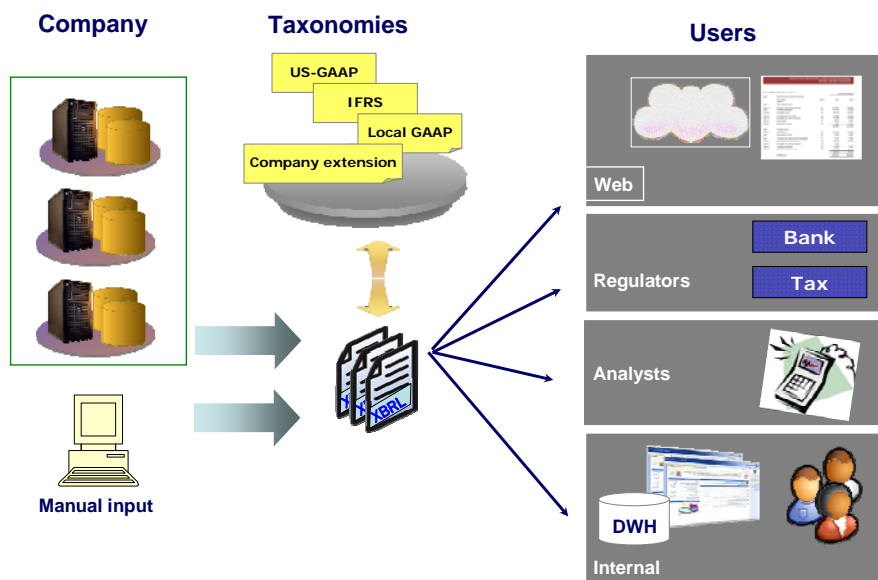 Company
Taxonomies
Users
US-GAAP
IFRS
Local GAAP
Company extension
Web
Bank
Regulators
Tax
XBRL
Analysts
Manual input
DWH
Internal